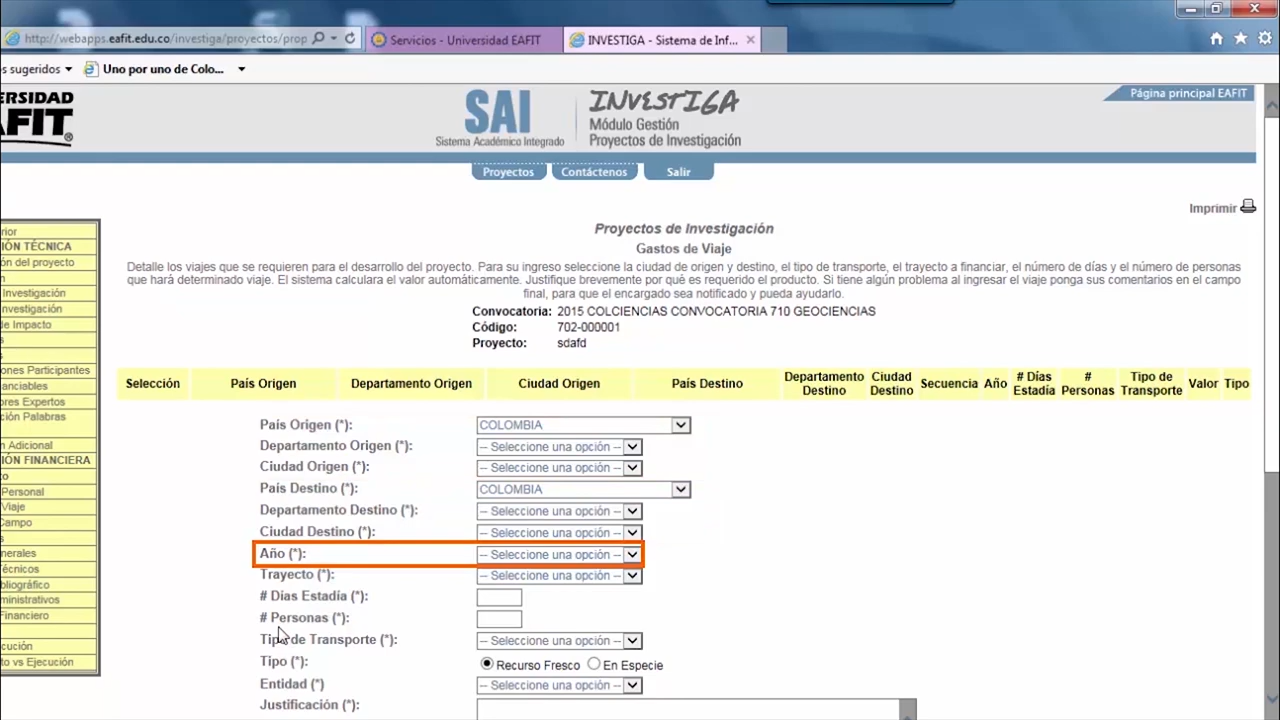 http://webapps.eafit.edu.co/investiga/proyectos/prop
Servicios - Universidad EAFIT
INVESTIGA - Sistema de Inf...
s sugeridos
Uno por uno de Colo...
ERSIDAD
AFIT
SAI
Sistema Académico Integrado
INVESTIGA
Módulo Gestión
Proyectos de Investigación
Página principal EAFIT
Proyectos
Contáctenos
Salir
Imprimir
rior
IÓN TÉCNICA
ón del proyecto
n
Investigación
nvestigación
e Impacto
s
s
ones Participantes
anciables
ores Expertos
ción Palabras
n Adicional
IÓN FINANCIERA
to
Personal
Viaje
Campo
s
nerales
Técnicos
bliográfico
ministrativos
Financiero
cución
to vs Ejecución
Proyectos de Investigación
Gastos de Viaje
Detalle los viajes que se requieren para el desarrollo del proyecto. Para su ingreso seleccione la ciudad de origen y destino, el tipo de transporte, el trayecto a financiar, el número de días y el número de personas
que hará determinado viaje. El sistema calculara el valor automáticamente. Justifique brevemente por qué es requerido el producto. Si tiene algún problema al ingresar el viaje ponga sus comentarios en el campo
final, para que el encargado sea notificado y pueda ayudarlo.
Convocatoria: 2015 COLCIENCIAS CONVOCATORIA 710 GEOCIENCIAS
Código: 702-000001
Proyecto: sdafd
Selección País Origen Departamento Origen Ciudad Origen País Destino Departamento Destino Ciudad Destino Secuencia Año # Días Estadía # Personas Tipo de Transporte Valor Tipo
País Origen (*): COLOMBIA
Departamento Origen (*): -- Seleccione una opción --
Ciudad Origen (*): -- Seleccione una opción --
País Destino (*): COLOMBIA
Departamento Destino (*): -- Seleccione una opción --
Ciudad Destino (*): -- Seleccione una opción --
Año (*): -- Seleccione una opción --
Trayecto (*): -- Seleccione una opción --
# Días Estadía (*):
# Personas (*):
Tipo de Transporte (*): -- Seleccione una opción --
Tipo (*): Recurso Fresco En Especie
Entidad (*) -- Seleccione una opción --
Justificación (*):